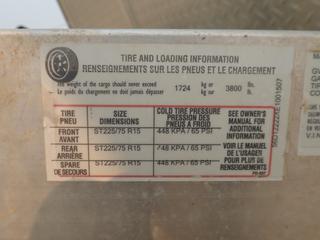 TIRE AND LOADING INFORMATION
RENSEIGNEMENTS SUR LES PNEUS ET LE CHARGEMENT
The weight of the cargo should never exceed
Le poids du chargement ne doit jamais dépasser
1724 kg or kg ou 3800 lbs. lb.
TIRE PNEU
SIZE DIMENSIONS
COLD TIRE PRESSURE PRESSION DES PNEUS A FROID
SEE OWNER'S MANUAL FOR ADDITIONAL INFORMATION
VOIR LE MANUEL DE L'USAGER POUR PLUS DE RENSEIGNEMENTS
FRONT AVANT ST225/75 R15 448 KPA / 65 PSI
REAR ARRIÈRE ST225/75 R15 448 KPA / 65 PSI
SPARE DE SECOURS ST225/75 R15 448 KPA / 65 PSI